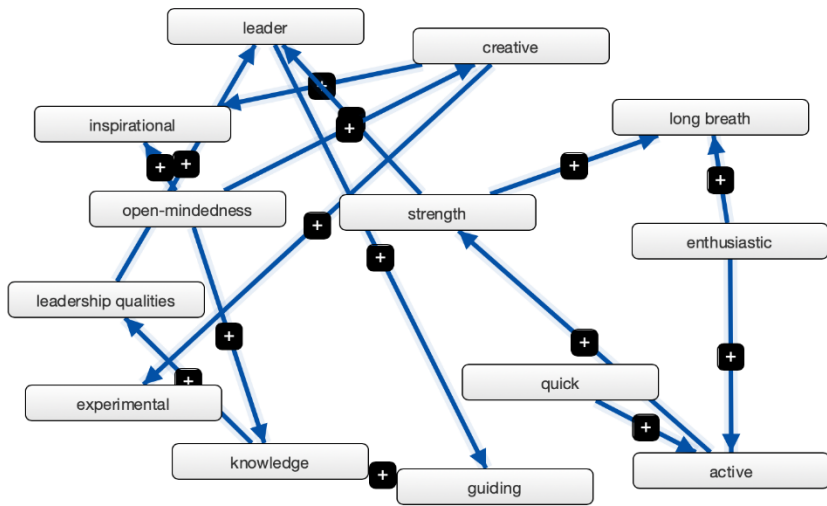 leader
creative
+
long breath
inspirational
+
+
+
+
+
+
open-mindedness
strength
+
enthusiastic
+
+
leadership qualities
+
+
+
+
quick
experimental
+
knowledge
+
guiding
active